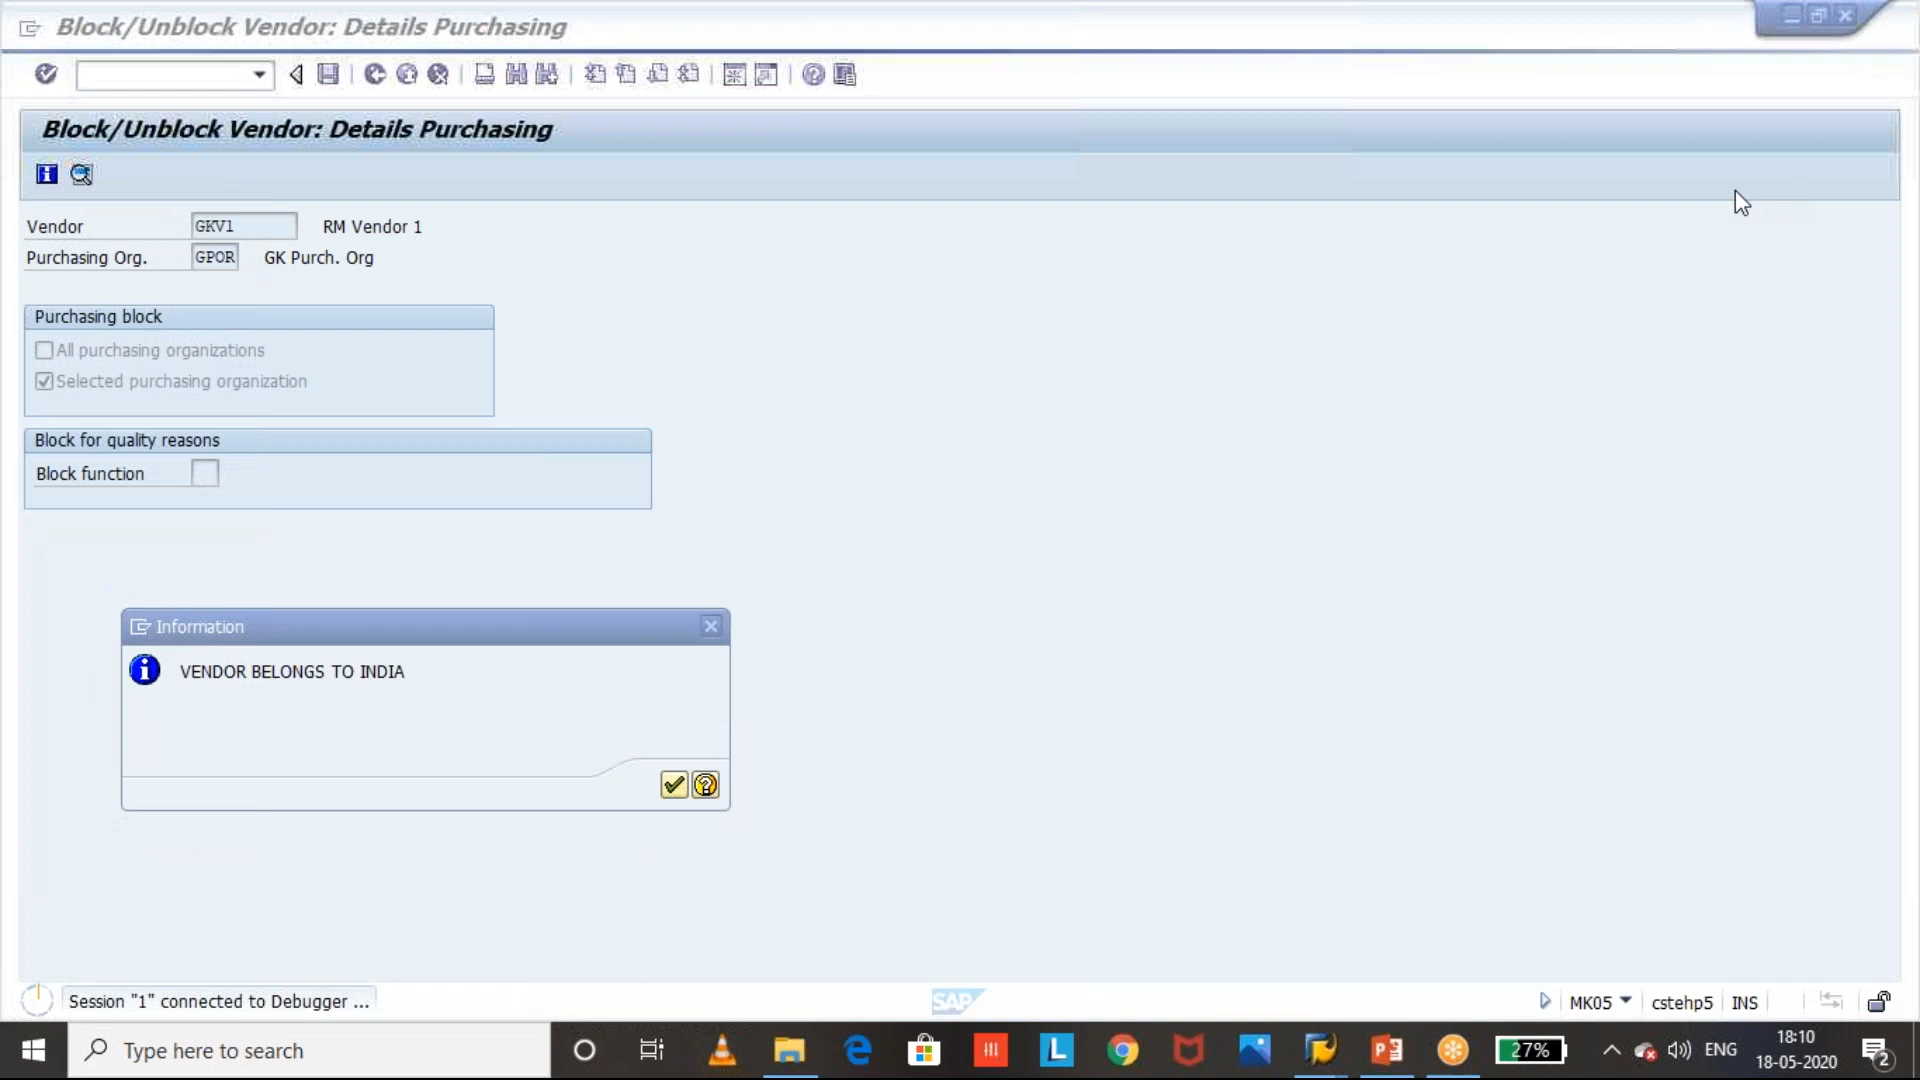 Block/Unblock Vendor: Details Purchasing
Block/Unblock Vendor: Details Purchasing
Vendor GKV1 RM Vendor 1
Purchasing Org. GPOR GK Purch. Org
Purchasing block
All purchasing organizations
Selected purchasing organization
Block for quality reasons
Block function
Information
VENDOR BELONGS TO INDIA
Session "1" connected to Debugger ...
SAP
MK05 cstehp5 INS
Type here to search
27%
ENG
18:10
18-05-2020
2